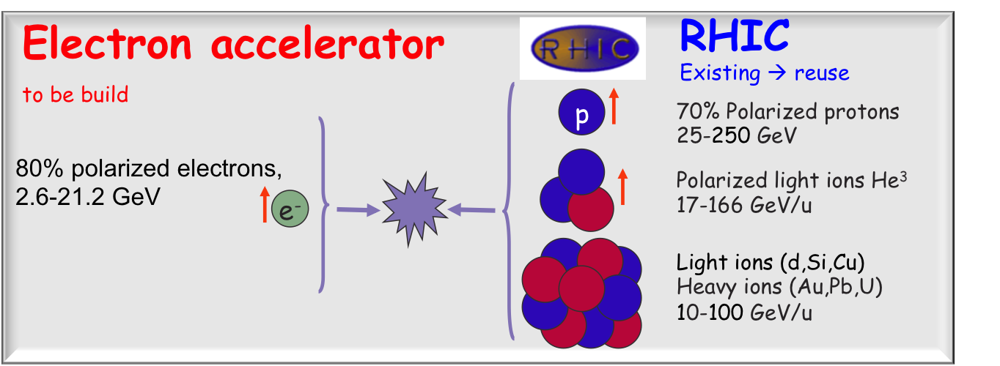 Electron accelerator
to be build
80% polarized electrons,
2.6-21.2 GeV
e⁻
RHIC
p
RHIC
Existing → reuse
70% Polarized protons
25-250 GeV
Polarized light ions He³
17-166 GeV/u
Light ions (d,Si,Cu)
Heavy ions (Au,Pb,U)
10-100 GeV/u